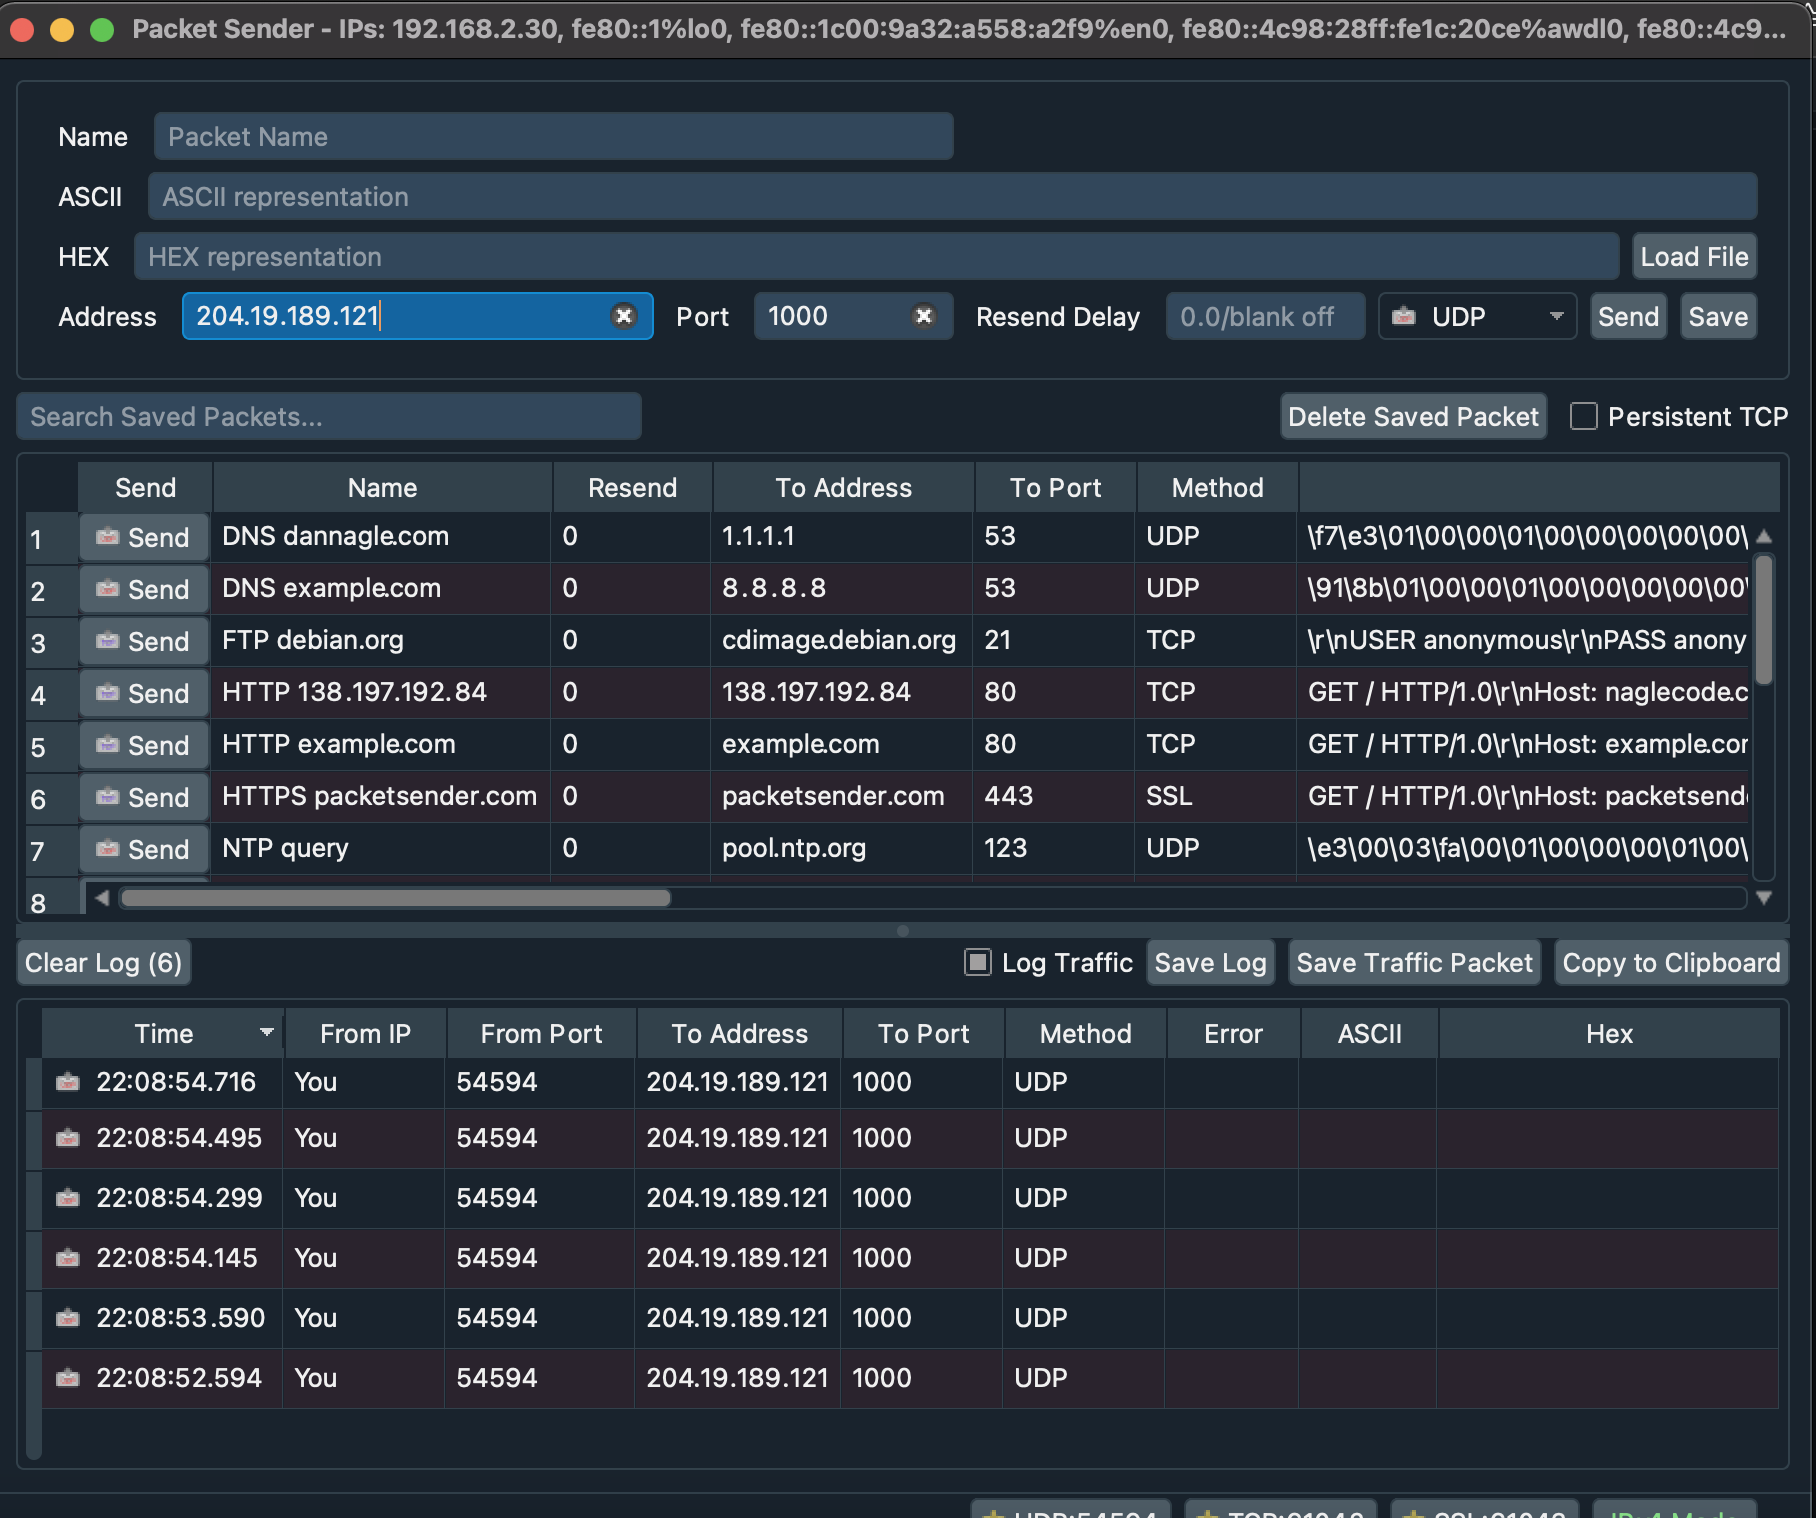 Packet Sender - IPs: 192.168.2.30, fe80::1%lo0, fe80::1c00:9a32:a558:a2f9%en0, fe80::4c98:28ff:fe1c:20ce%awdl0, fe80::4c9...
Name Packet Name
ASCII ASCII representation
HEX HEX representation Load File
Address 204.19.189.121 Port 1000 Resend Delay 0.0/blank off UDP Send Save
Search Saved Packets... Delete Saved Packet Persistent TCP
Send Name Resend To Address To Port Method
1 Send DNS dannagle.com 0 1.1.1.1 53 UDP \f7\e3\01\00\00\01\00\00\00\00\00\
2 Send DNS example.com 0 8.8.8.8 53 UDP \91\8b\01\00\00\01\00\00\00\00\00\
3 Send FTP debian.org 0 cdimage.debian.org 21 TCP \r\nUSER anonymous\r\nPASS anony
4 Send HTTP 138.197.192.84 0 138.197.192.84 80 TCP GET / HTTP/1.0\r\nHost: naglecode.c
5 Send HTTP example.com 0 example.com 80 TCP GET / HTTP/1.0\r\nHost: example.cor
6 Send HTTPS packetsender.com 0 packetsender.com 443 SSL GET / HTTP/1.0\r\nHost: packetsend
7 Send NTP query 0 pool.ntp.org 123 UDP \e3\00\03\fa\00\01\00\00\00\01\00\
8
Clear Log (6) Log Traffic Save Log Save Traffic Packet Copy to Clipboard
Time From IP From Port To Address To Port Method Error ASCII Hex
22:08:54.716 You 54594 204.19.189.121 1000 UDP
22:08:54.495 You 54594 204.19.189.121 1000 UDP
22:08:54.299 You 54594 204.19.189.121 1000 UDP
22:08:54.145 You 54594 204.19.189.121 1000 UDP
22:08:53.590 You 54594 204.19.189.121 1000 UDP
22:08:52.594 You 54594 204.19.189.121 1000 UDP
UDP:54594 IPv4 Mode